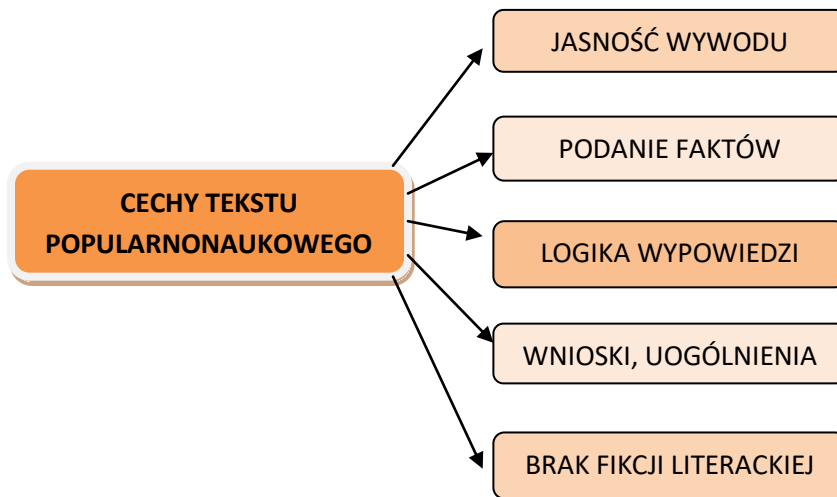 CECHY TEKSTU
POPULARNONAUKOWEGO
JASNOŚĆ WYWODU
PODANIE FAKTÓW
LOGIKA WYPOWIEDZI
WNIOSKI, UOGÓLNIENIA
BRAK FIKCJI LITERACKIEJ